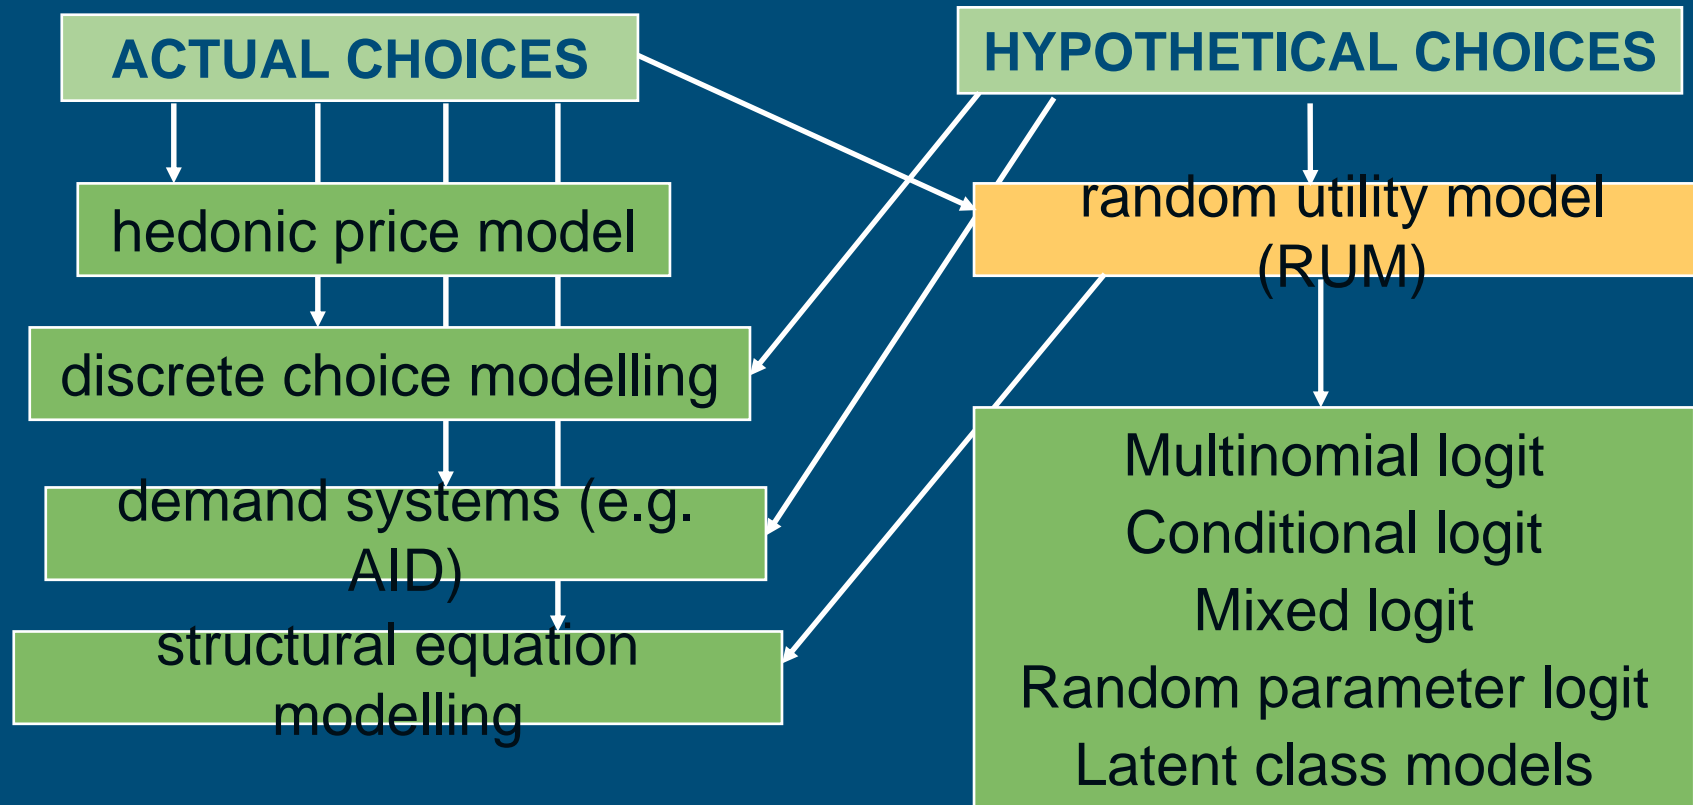 ACTUAL CHOICES
HYPOTHETICAL CHOICES
hedonic price model
random utility model
(RUM)
discrete choice modelling
demand systems (e.g.
AID)
structural equation
modelling
Multinomial logit
Conditional logit
Mixed logit
Random parameter logit
Latent class models